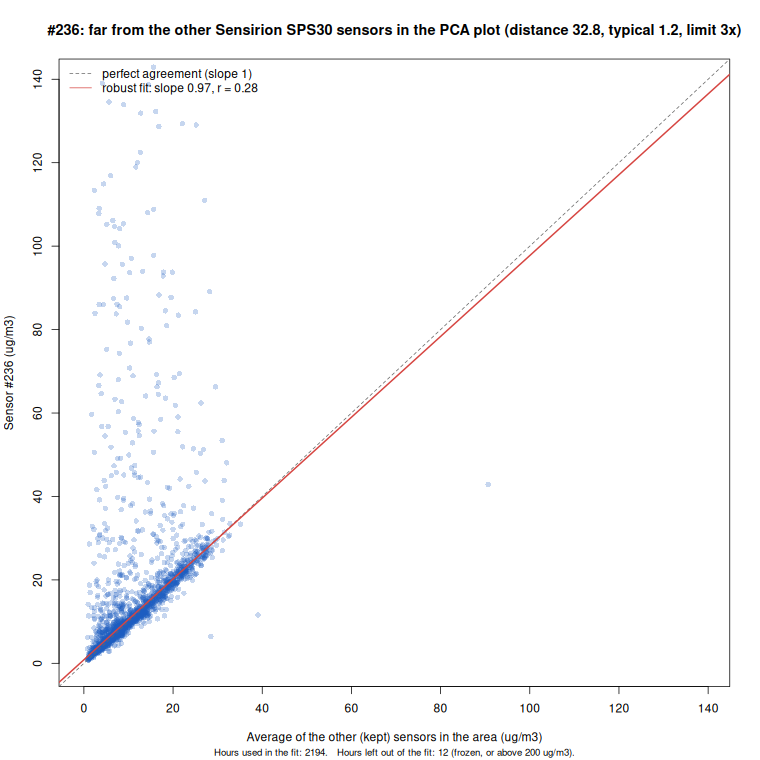 #236: far from the other Sensirion SPS30 sensors in the PCA plot (distance 32.8, typical 1.2, limit 3x)
perfect agreement (slope 1)
robust fit: slope 0.97, r = 0.28
140
120
100
80
60
40
20
0
Sensor #236 (ug/m3)
0 20 40 60 80 100 120 140
Average of the other (kept) sensors in the area (ug/m3)
Hours used in the fit: 2194. Hours left out of the fit: 12 (frozen, or above 200 ug/m3).